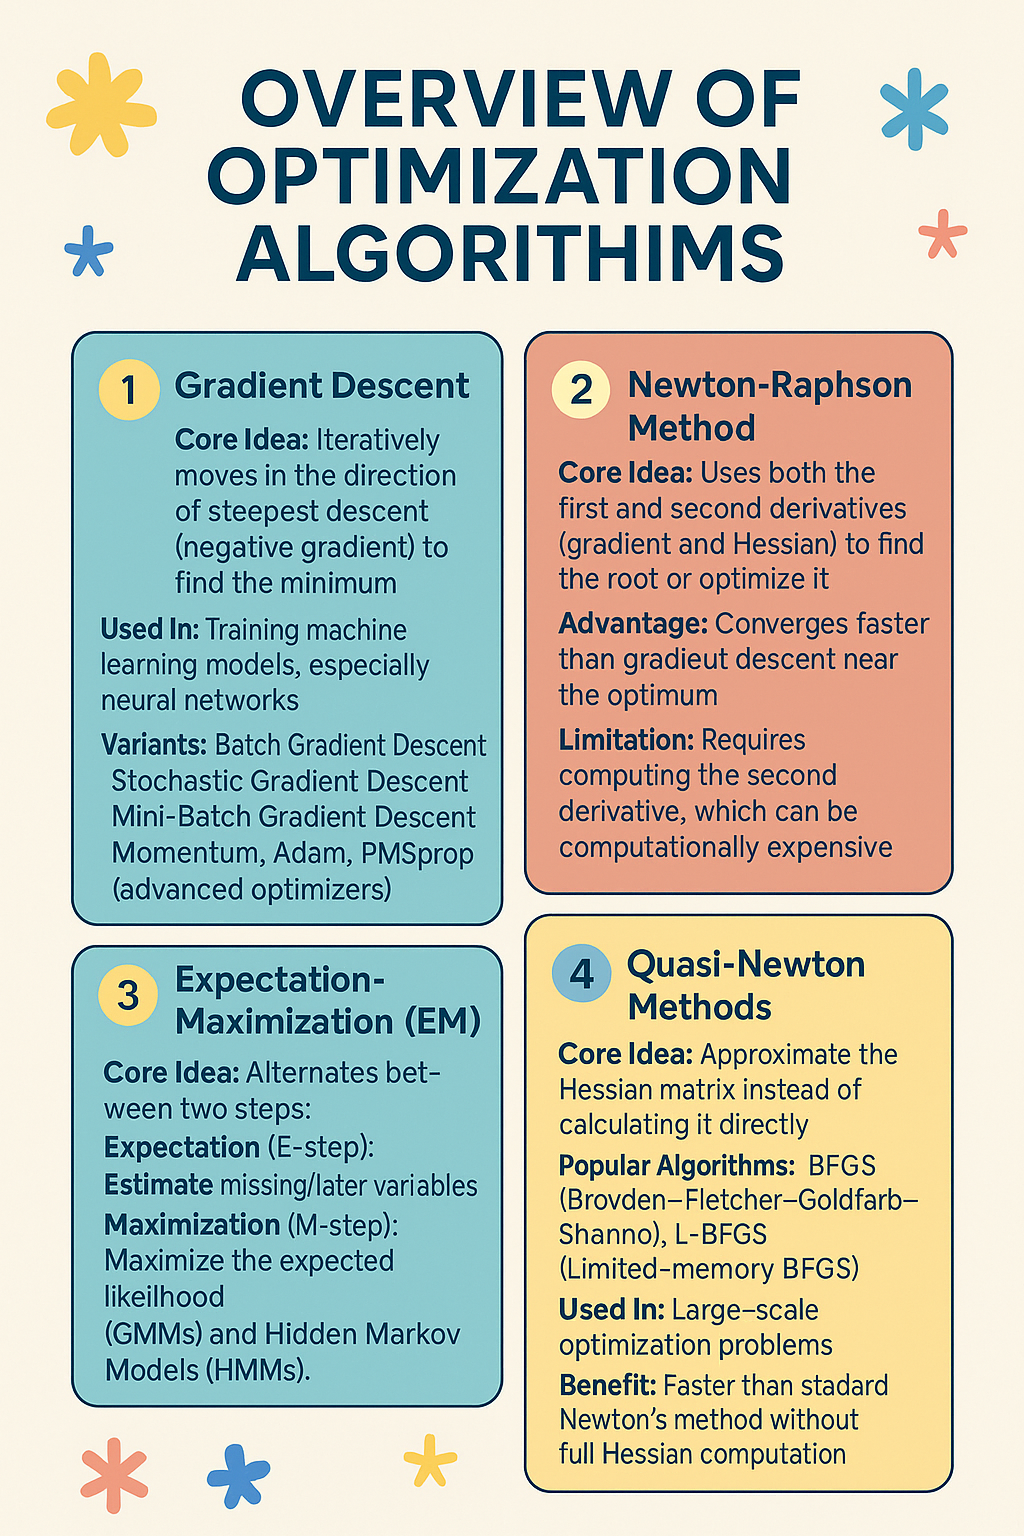 OVERVIEW OF
OPTIMIZATION
ALGORITHIMS
1 Gradient Descent
Core Idea: Iteratively
moves in the direction
of steepest descent
(negative gradient) to
find the minimum
Used In: Training machine
learning models, especially
neural networks
Variants: Batch Gradient Descent
Stochastic Gradient Descent
Mini-Batch Gradient Descent
Momentum, Adam, PMSprop
(advanced optimizers)
2 Newton-Raphson
Method
Core Idea: Uses both the
first and second derivatives
(gradient and Hessian) to find
the root or optimize it
Advantage: Converges faster
than gradieut descent near
the optimum
Limitation: Requires
computing the second
derivative, which can be
computationally expensive
3 Expectation-
Maximization (EM)
Core Idea: Alternates bet-
ween two steps:
Expectation (E-step):
Estimate missing/later variables
Maximization (M-step):
Maximize the expected
likeilhood
(GMMs) and Hidden Markov
Models (HMMs).
4 Quasi-Newton
Methods
Core Idea: Approximate the
Hessian matrix instead of
calculating it directly
Popular Algorithms: BFGS
(Brovden–Fletcher–Goldfarb–
Shanno), L-BFGS
(Limited-memory BFGS)
Used In: Large–scale
optimization problems
Benefit: Faster than stadard
Newton's method without
full Hessian computation